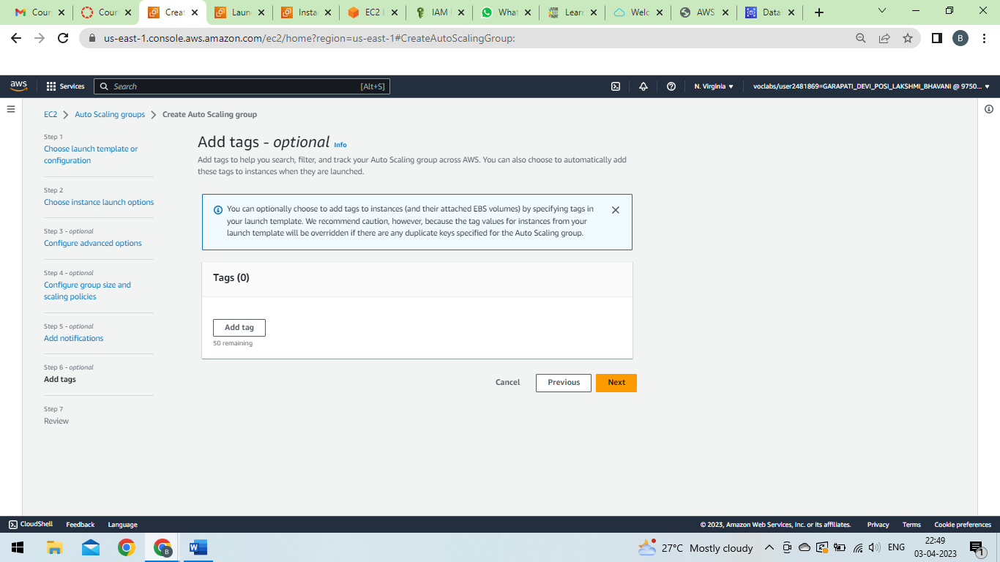 Cour
Cour
Creat
Laun
Insta
EC2
IAM
What
Learn
Welc
AWS
Data
us-east-1.console.aws.amazon.com/ec2/home?region=us-east-1#CreateAutoScalingGroup:
B
aws
Services
Search
[Alt+S]
N. Virginia
voclabs/user2481869=GARAPATI_DEVI_POSI_LAKSHMI_BHAVANI @ 9750...
EC2 > Auto Scaling groups > Create Auto Scaling group
Step 1
Choose launch template or
configuration
Step 2
Choose instance launch options
Step 3 - optional
Configure advanced options
Step 4 - optional
Configure group size and
scaling policies
Step 5 - optional
Add notifications
Step 6 - optional
Add tags
Step 7
Review
Add tags - optional Info
Add tags to help you search, filter, and track your Auto Scaling group across AWS. You can also choose to automatically add
these tags to instances when they are launched.
You can optionally choose to add tags to instances (and their attached EBS volumes) by specifying tags in
your launch template. We recommend caution, however, because the tag values for instances from your
launch template will be overridden if there are any duplicate keys specified for the Auto Scaling group.
Tags (0)
Add tag
50 remaining
Cancel
Previous
Next
CloudShell
Feedback
Language
© 2023, Amazon Web Services, Inc. or its affiliates.
Privacy
Terms
Cookie preferences
27°C Mostly cloudy
ENG
22:49
03-04-2023
1